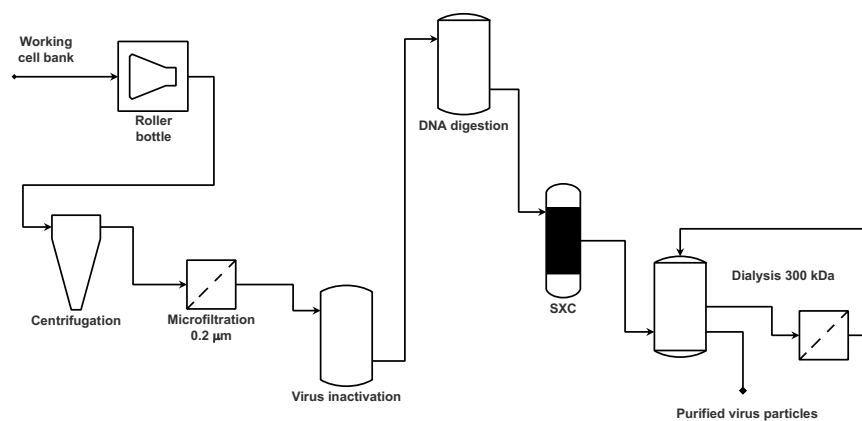 Working
cell bank
Roller
bottle
DNA digestion
Centrifugation
Microfiltration
0.2 µm
Virus inactivation
SXC
Dialysis 300 kDa
Purified virus particles